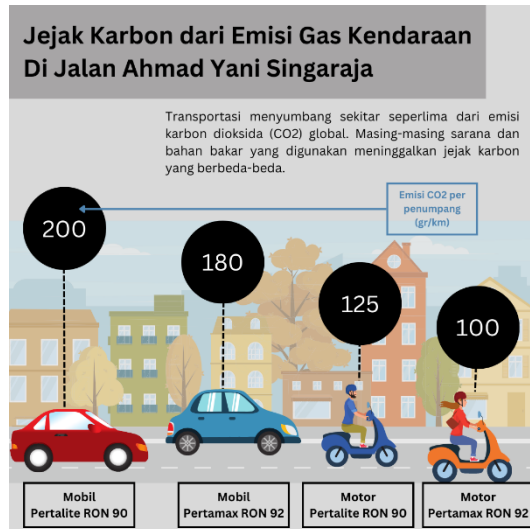 Jejak Karbon dari Emisi Gas Kendaraan
Di Jalan Ahmad Yani Singaraja
Transportasi menyumbang sekitar seperlima dari emisi
karbon dioksida (CO2) global. Masing-masing sarana dan
bahan bakar yang digunakan meninggalkan jejak karbon
yang berbeda-beda.
Emisi CO2 per
penumpang
(gr/km)
200
180
125
100
Mobil
Pertalite RON 90
Mobil
Pertamax RON 92
Motor
Pertalite RON 90
Motor
Pertamax RON 92